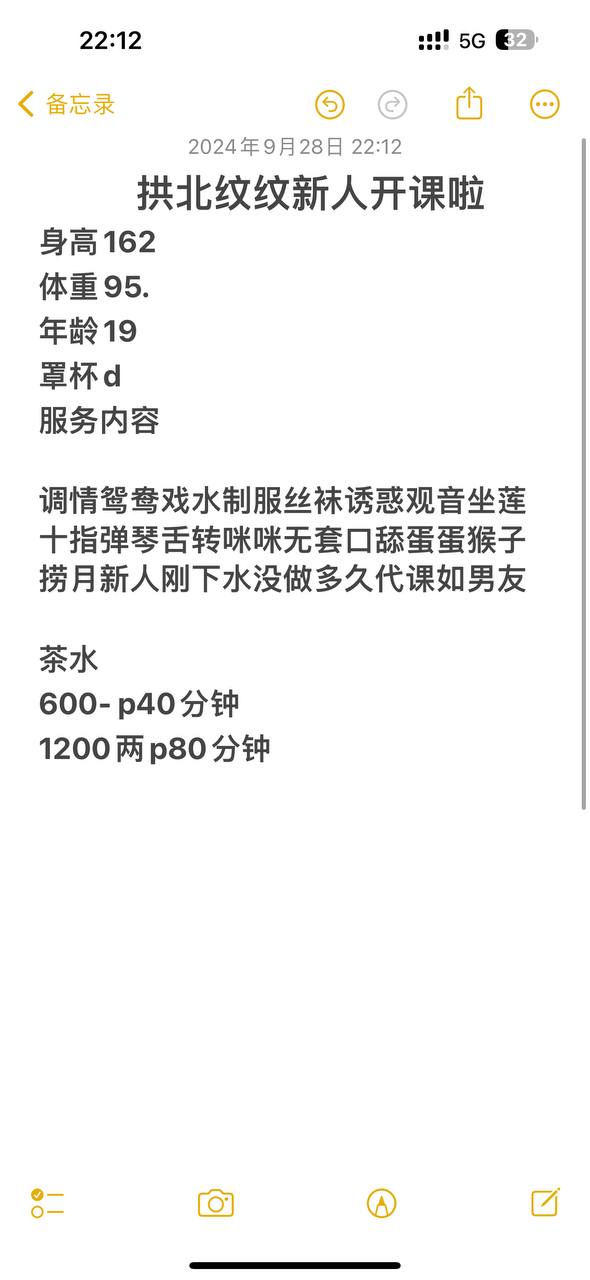 22:12
5G
32
备忘录
2024年9月28日 22:12
拱北纹纹新人开课啦
身高162
体重95.
年龄19
罩杯d
服务内容
调情鸳鸯戏水制服丝袜诱惑观音坐莲
十指弹琴舌转咪咪无套口舔蛋蛋猴子
捞月新人刚下水没做多久代课如男友
茶水
600- p40分钟
1200两p80分钟